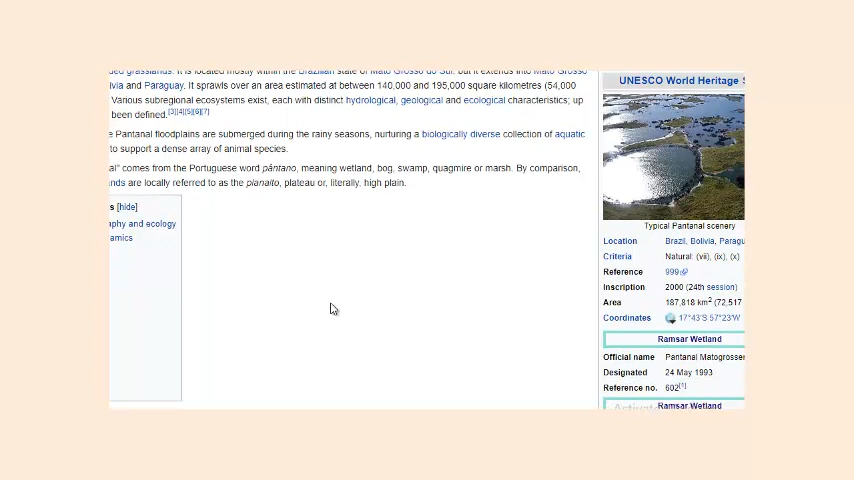 grasslands. It is located mostly within the Brazilian state of Mato Grosso do Sul, but it extends into Mato Grosso
and Paraguay. It sprawls over an area estimated at between 140,000 and 195,000 square kilometres (54,000
Various subregional ecosystems exist, each with distinct hydrological, geological and ecological characteristics; up
been defined.[3][4][5][6][7]
Pantanal floodplains are submerged during the rainy seasons, nurturing a biologically diverse collection of aquatic
to support a dense array of animal species.
al" comes from the Portuguese word pântano, meaning wetland, bog, swamp, quagmire or marsh. By comparison,
nds are locally referred to as the planalto, plateau or, literally, high plain.
s [hide]
aphy and ecology
amics
UNESCO World Heritage S
Typical Pantanal scenery
Location Brazil, Bolivia, Paragu
Criteria Natural: (vii), (ix), (x)
Reference 999
Inscription 2000 (24th session)
Area 187,818 km2 (72,517
Coordinates 17°43′S 57°23′W
Ramsar Wetland
Official name Pantanal Matogrosser
Designated 24 May 1993
Reference no. 602[1]
Ramsar Wetland